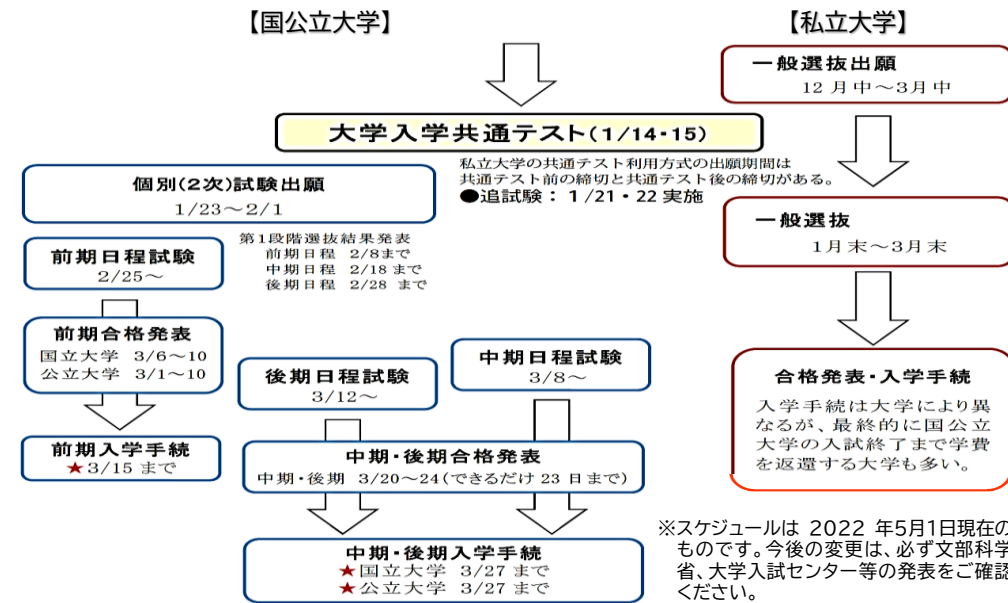 【国公立大学】
【私立大学】
一般選抜出願
12 月中～3月中
大学入学共通テスト(1/14・15)
私立大学の共通テスト利用方式の出願期間は
共通テスト前の締切と共通テスト後の締切がある。
●追試験： 1/21・22 実施
個別(2次)試験出願
1/23～2/1
一般選抜
1月末～3月末
前期日程試験
2/25～
第1段階選抜結果発表
前期日程 2/8まで
中期日程 2/18 まで
後期日程 2/28 まで
前期合格発表
国立大学 3/6～10
公立大学 3/1～10
後期日程試験
3/12～
中期日程試験
3/8～
合格発表・入学手続
入学手続は大学により異
なるが、最終的に国公立
大学の入試終了まで学費
を返還する大学も多い。
前期入学手続
★3/15 まで
中期・後期合格発表
中期・後期 3/20～24(できるだけ 23 日まで)
中期・後期入学手続
★国立大学 3/27 まで
★公立大学 3/27 まで
※スケジュールは 2022 年5月1日現在の
ものです。今後の変更は、必ず文部科学
省、大学入試センター等の発表をご確認
ください。